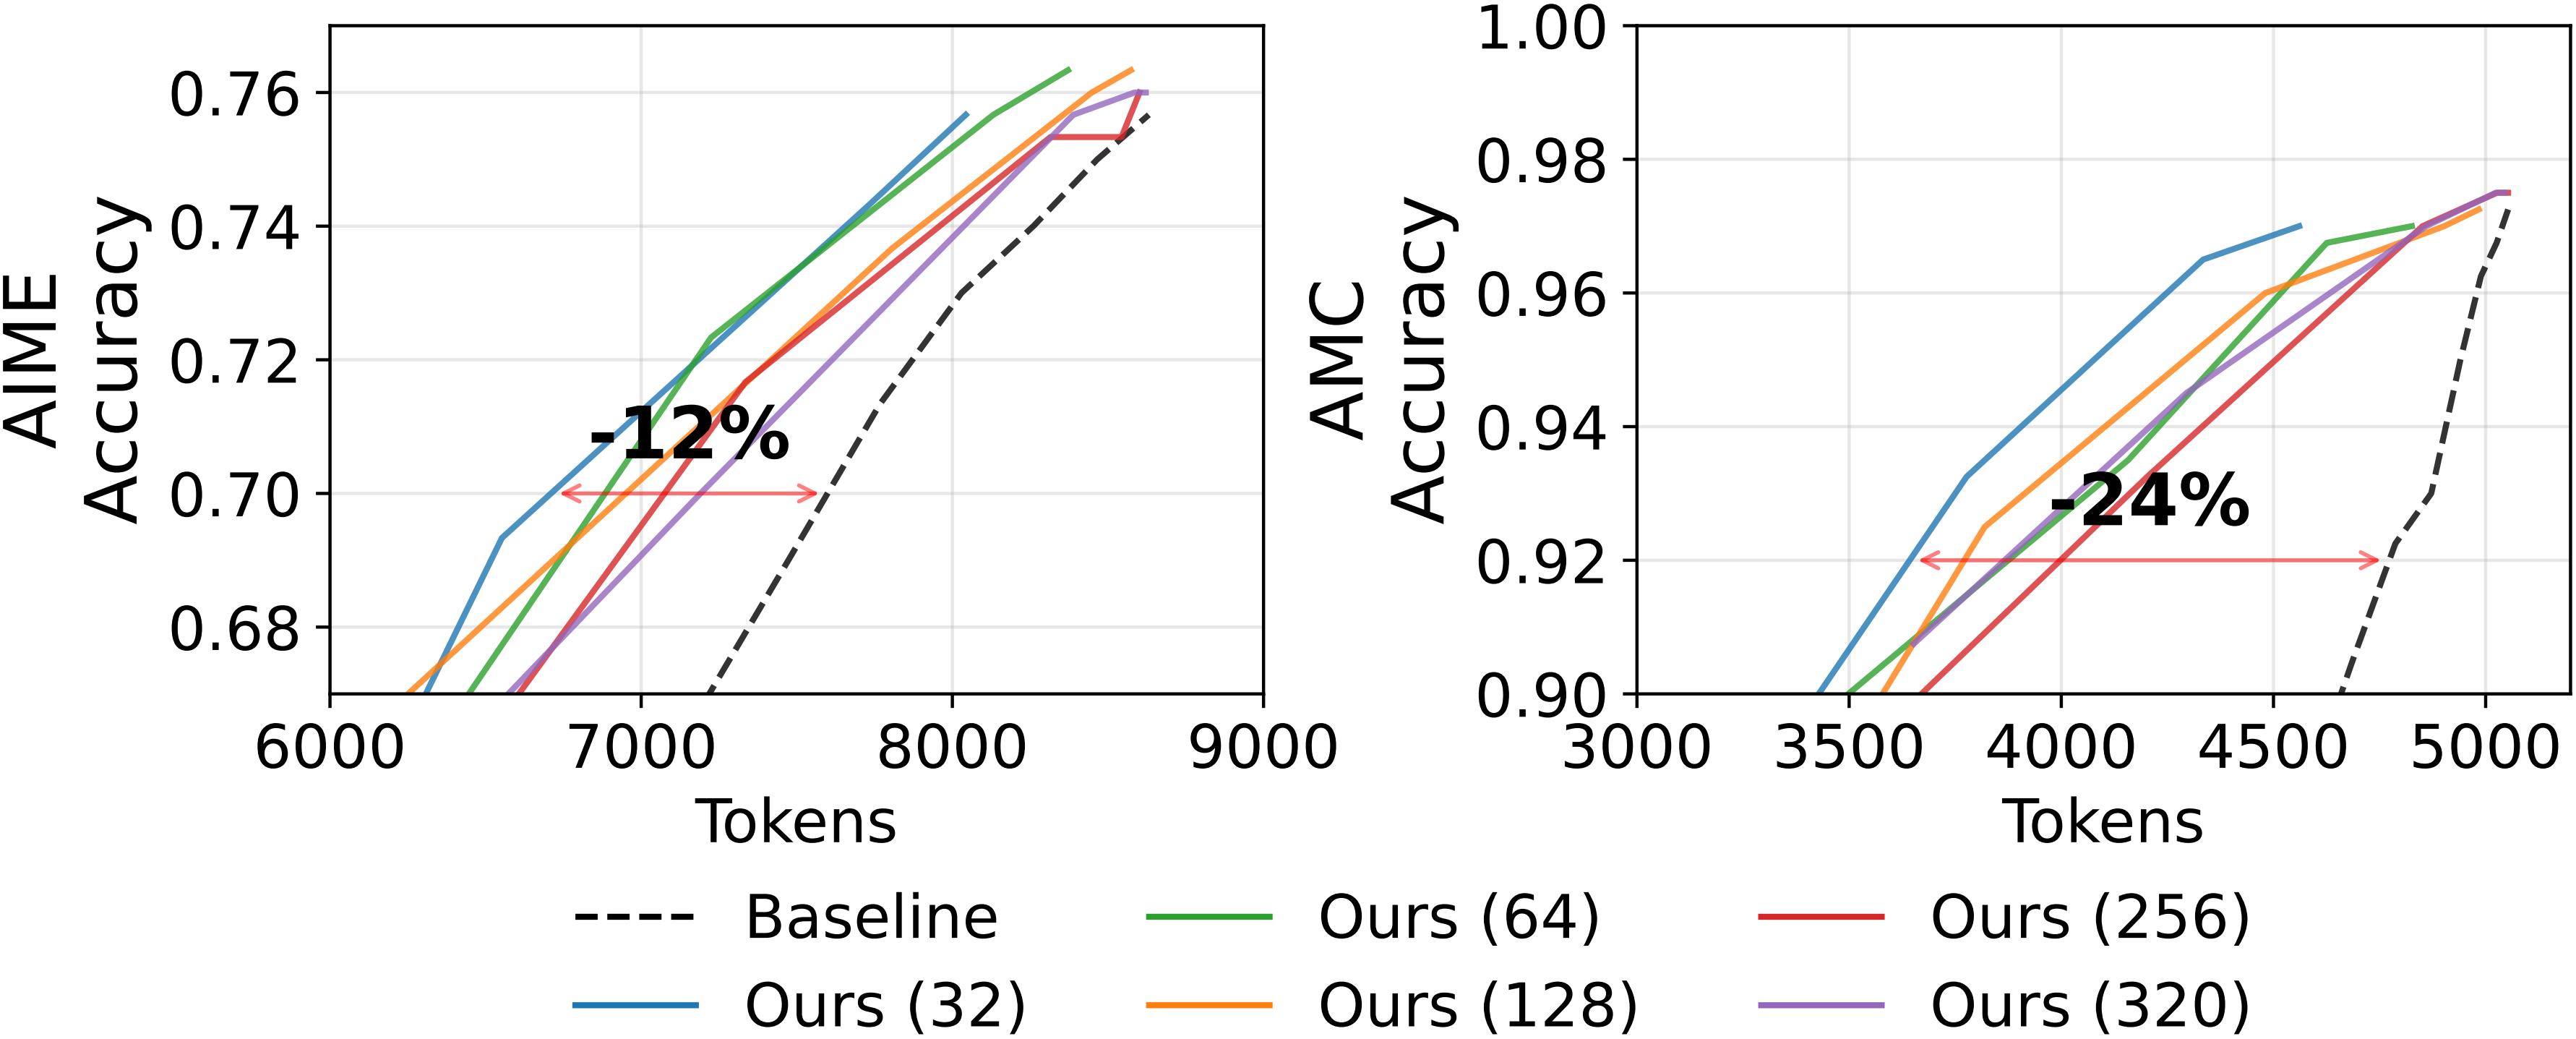 AIME
Accuracy
0.76
0.74
0.72
0.70
0.68
-12%
6000 7000 8000 9000
Tokens
AMC
Accuracy
1.00
0.98
0.96
0.94
0.92
0.90
-24%
3000 3500 4000 4500 5000
Tokens
Baseline Ours (64) Ours (256)
Ours (32) Ours (128) Ours (320)